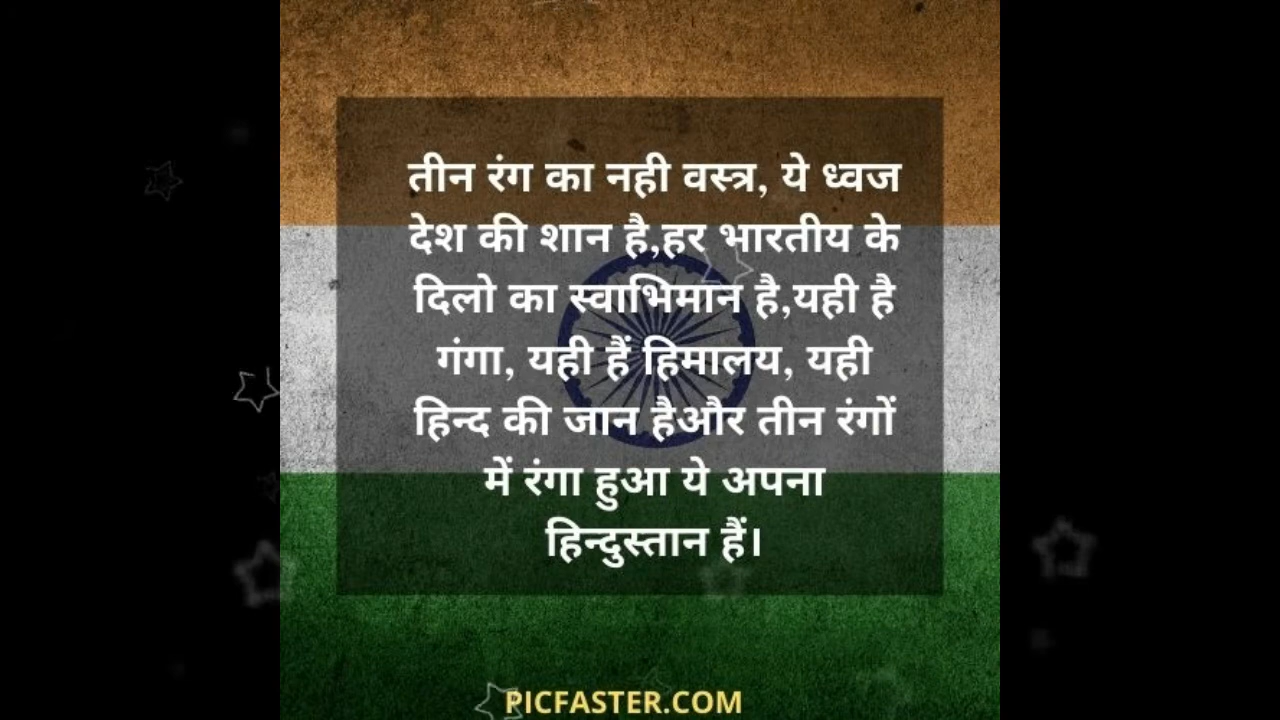 तीन रंग का नही वस्त्र, ये ध्वज
देश की शान है,हर भारतीय के
दिलो का स्वाभिमान है,यही है
गंगा, यही हैं हिमालय, यही
हिन्द की जान हैऔर तीन रंगों
में रंगा हुआ ये अपना
हिन्दुस्तान हैं।
PICFASTER.COM